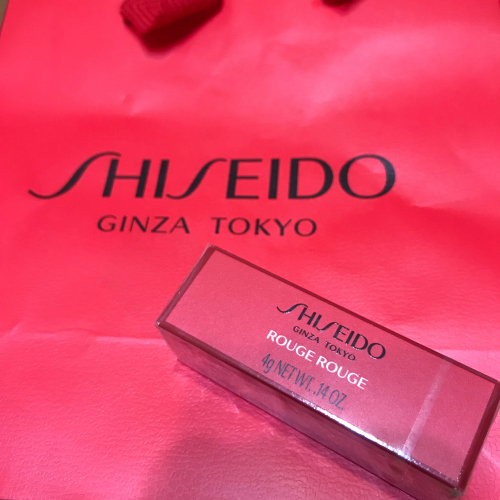 SHISEIDO
GINZA TOKYO
SHISEIDO
GINZA TOKYO
ROUGE ROUGE
4g NET WT. .14 OZ.